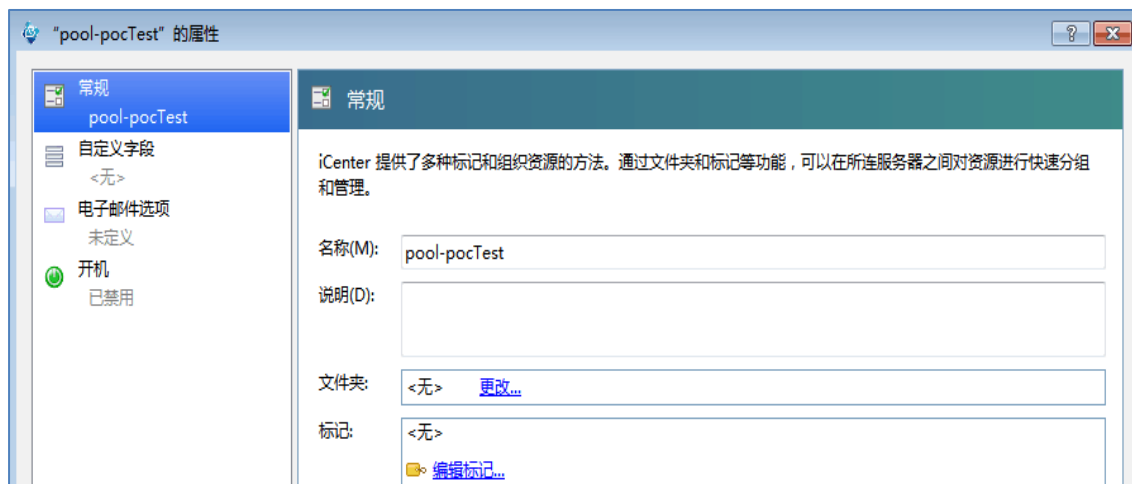 “pool-pocTest” 的属性
常规
pool-pocTest
自定义字段
<无>
电子邮件选项
未定义
开机
已禁用
常规
iCenter 提供了多种标记和组织资源的方法。通过文件夹和标记等功能，可以在所连服务器之间对资源进行快速分组
和管理。
名称(M): pool-pocTest
说明(D):
文件夹: <无> 更改...
标记: <无>
编辑标记...